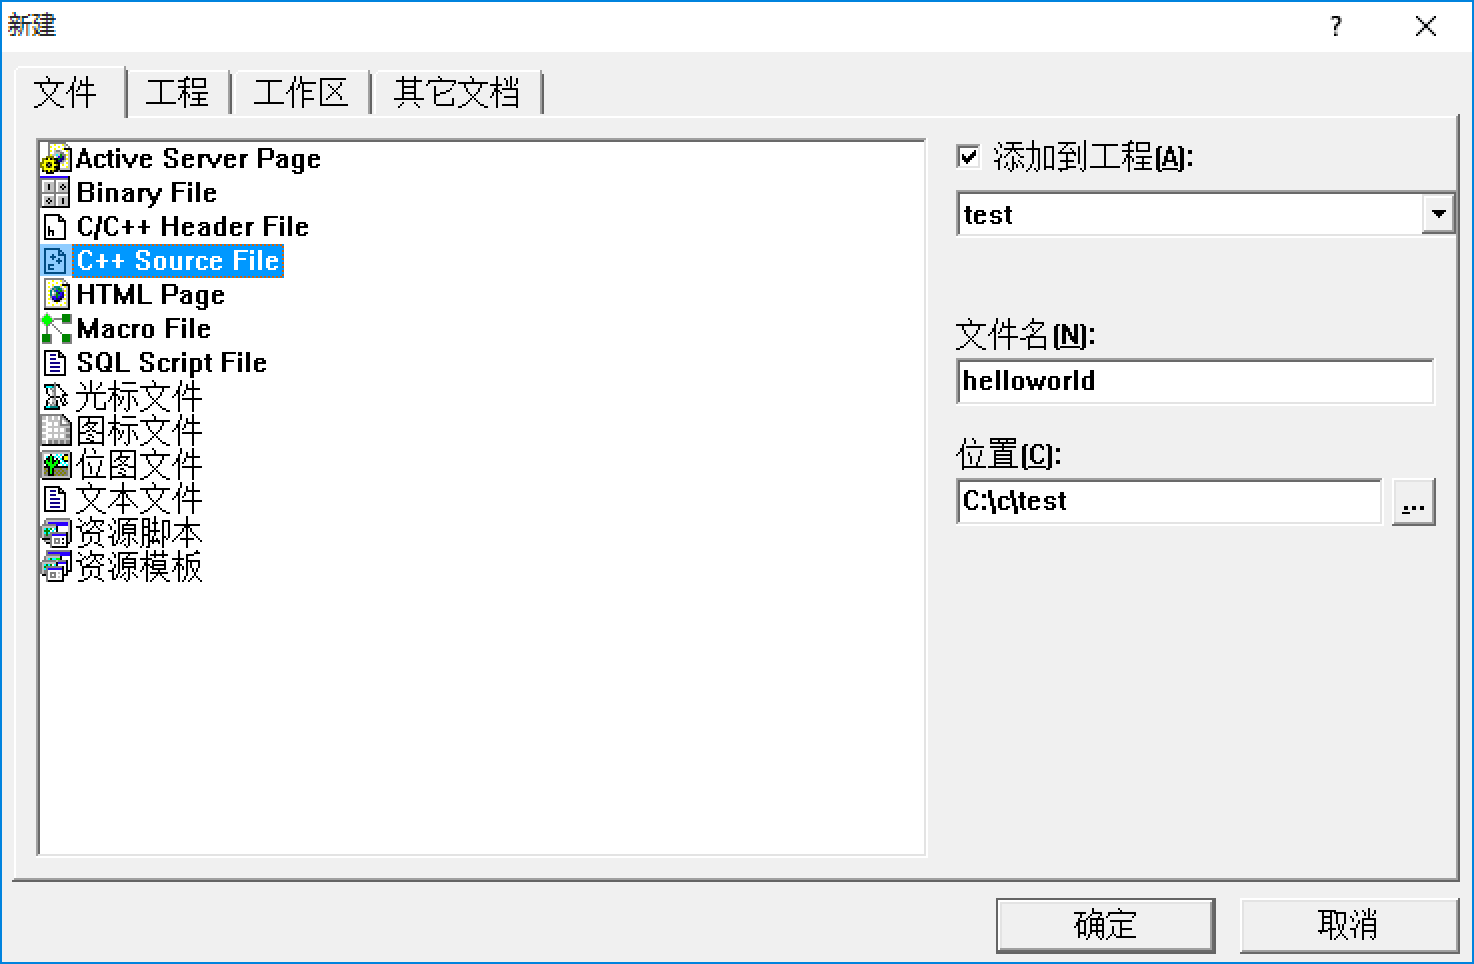 新建
文件 工程 工作区 其它文档
Active Server Page
Binary File
C/C++ Header File
C++ Source File
HTML Page
Macro File
SQL Script File
光标文件
图标文件
位图文件
文本文件
资源脚本
资源模板
添加到工程(A):
test
文件名(N):
helloworld
位置(C):
C:\c\test
...
确定 取消